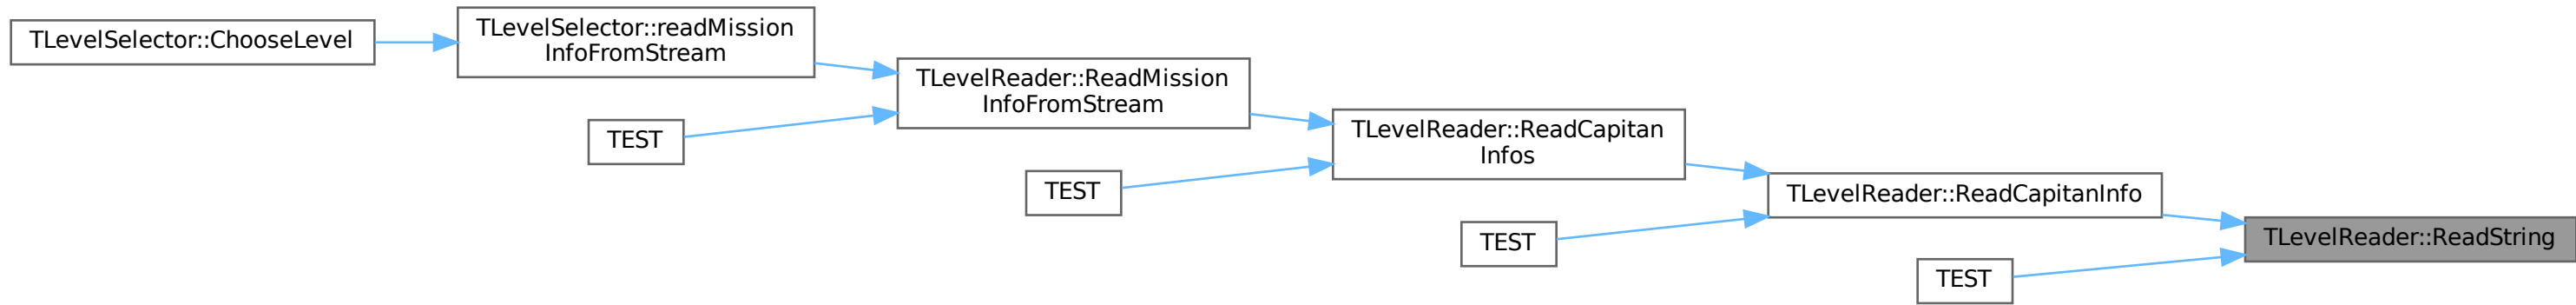 TLevelSelector::ChooseLevel
TLevelSelector::readMission
InfoFromStream
TEST
TLevelReader::ReadMission
InfoFromStream
TEST
TLevelReader::ReadCapitan
Infos
TEST
TLevelReader::ReadCapitanInfo
TEST
TLevelReader::ReadString